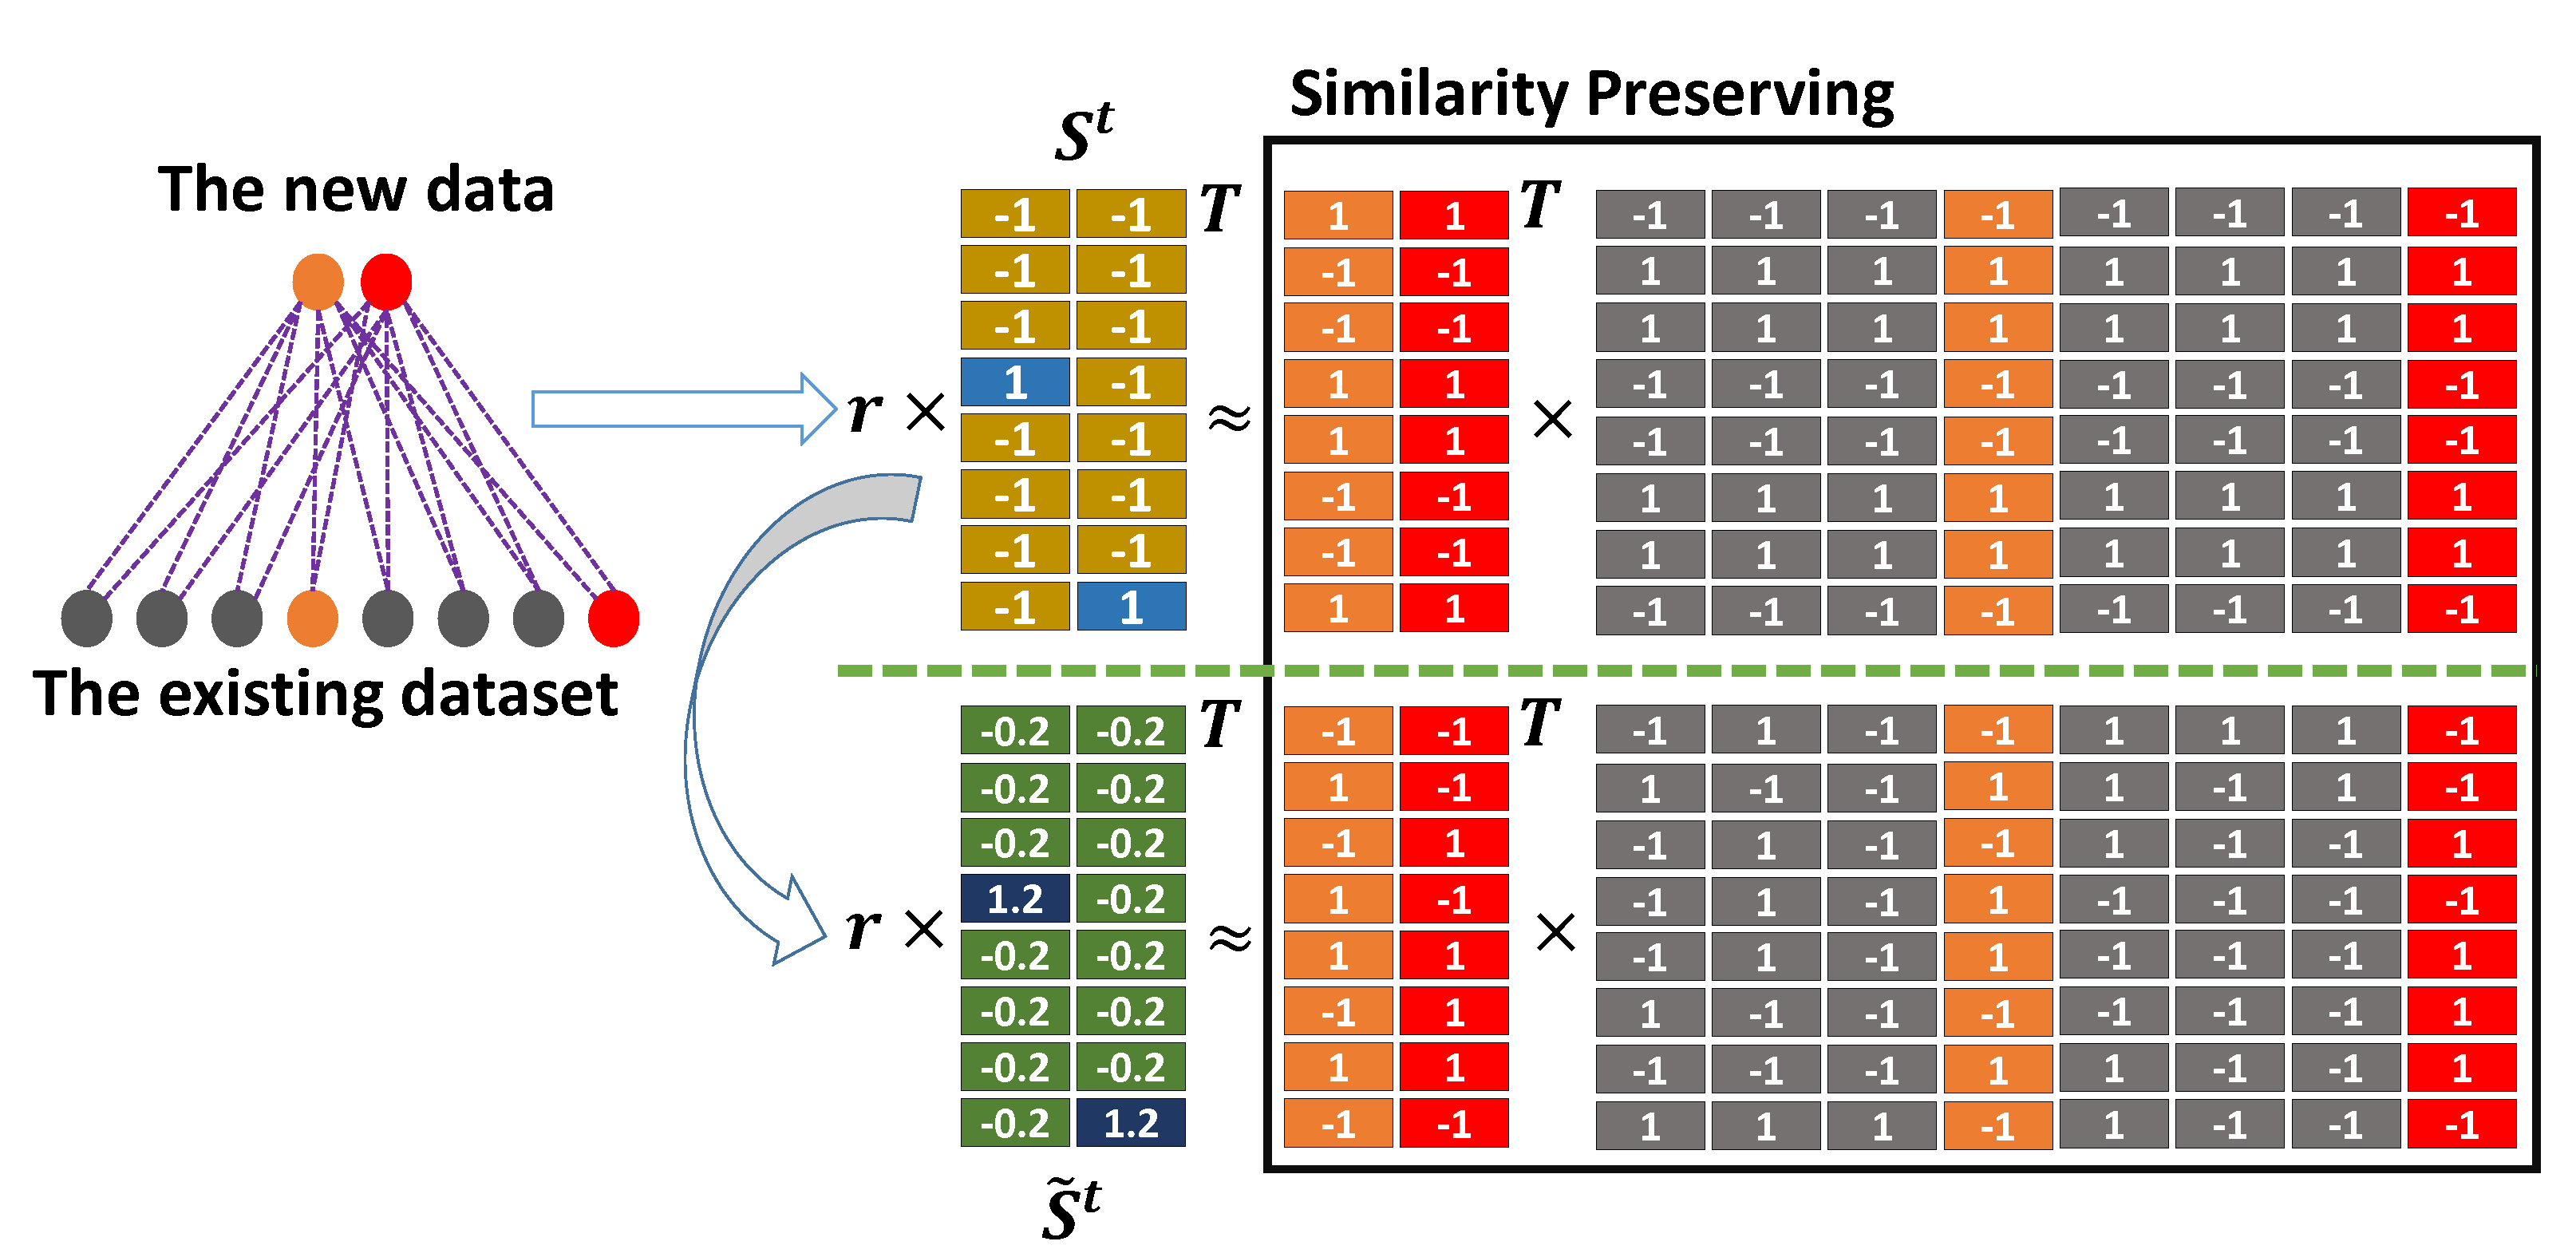 Similarity Preserving
S^t
The new data
-1 -1 T 1 1 T -1 -1 -1 -1 -1 -1 -1 -1
-1 -1 -1 -1 1 1 1 1 1 1 1 1
-1 -1 -1 -1 1 1 1 1 1 1 1 1
1 -1 1 1 -1 -1 -1 -1 -1 -1 -1 -1
r × ≈ ×
-1 -1 1 1 -1 -1 -1 -1 -1 -1 -1 -1
-1 -1 -1 -1 1 1 1 1 1 1 1 1
-1 -1 -1 -1 1 1 1 1 1 1 1 1
-1 1 1 1 -1 -1 -1 -1 -1 -1 -1 -1
The existing dataset
-0.2 -0.2 T -1 -1 T -1 1 -1 -1 1 1 1 -1
-0.2 -0.2 1 -1 1 -1 -1 1 1 -1 1 -1
-0.2 -0.2 -1 1 -1 1 -1 -1 1 -1 -1 1
1.2 -0.2 1 -1 -1 1 -1 1 -1 -1 -1 -1
r × ≈ ×
-0.2 -0.2 1 1 -1 1 -1 1 -1 -1 -1 1
-0.2 -0.2 -1 1 1 -1 -1 -1 -1 -1 -1 1
-0.2 -0.2 1 1 -1 -1 -1 1 1 -1 -1 1
-0.2 1.2 -1 -1 1 1 1 -1 1 -1 -1 -1
S̃^t